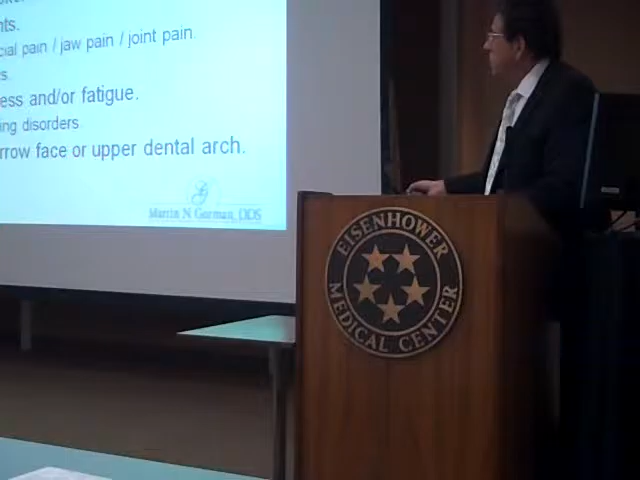 nts.
cial pain / jaw pain / joint pain.
s.
ess and/or fatigue.
ing disorders
rrow face or upper dental arch.
Martin N Gorman, DDS
EISENHOWER
MEDICAL CENTER